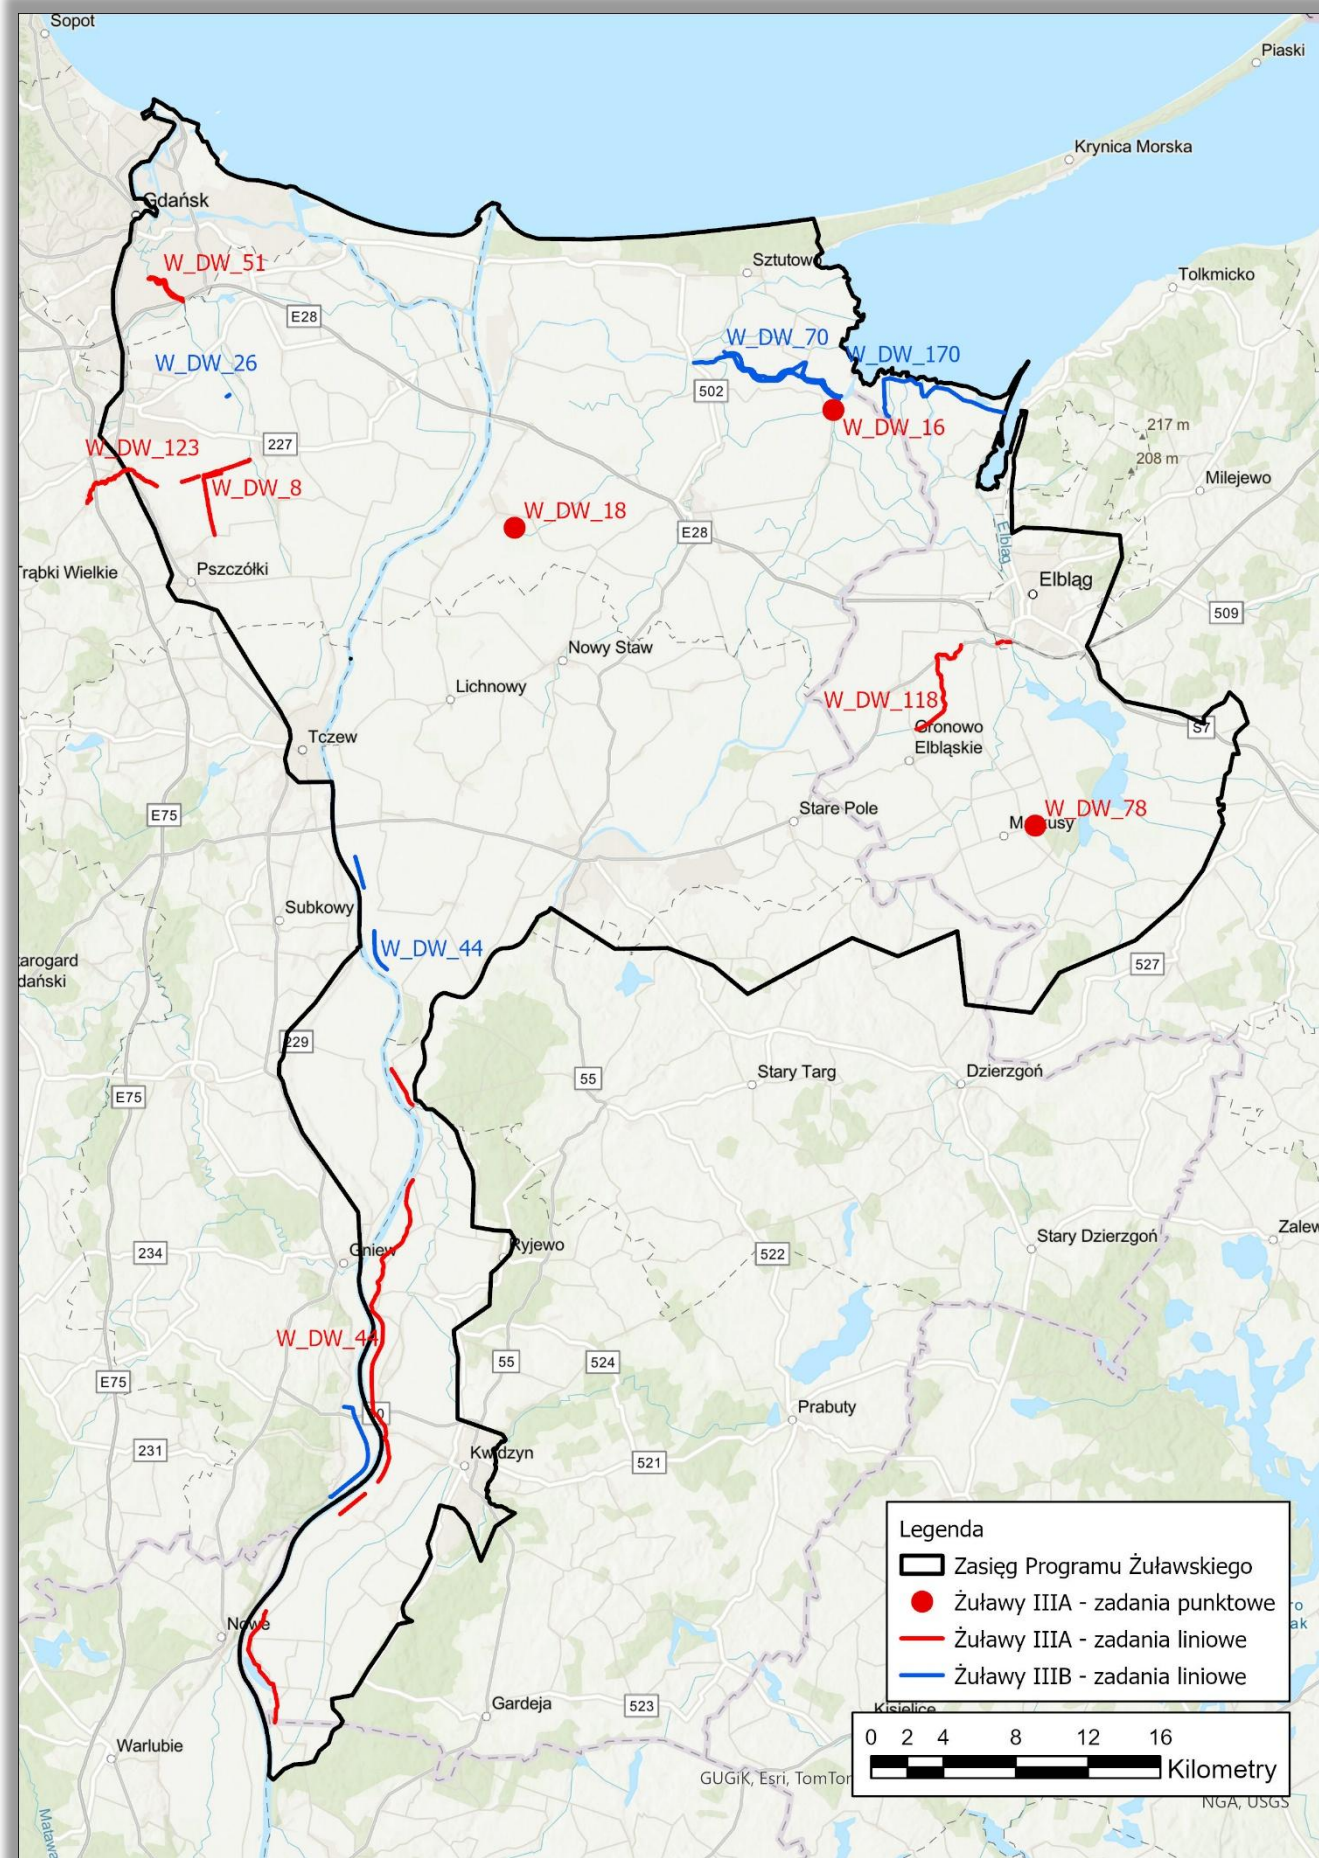 Sopot
Piaski
Krynica Morska
Gdańsk
Sztutowo
W_DW_51
Tolkmicko
E28
W_DW_70
W_DW_170
W_DW_26
502
W_DW_16
217 m
227
W_DW_123
208 m
Milejewo
W_DW_8
W_DW_18
E28
Elbląg
Trąbki Wielkie
Pszczółki
Elbląg
509
Nowy Staw
Lichnowy
W_DW_118
Gronowo
Elbląskie
S7
Tczew
E75
Stare Pole
W_DW_78
Subkowy
W_DW_44
527
229
55
Stary Targ
Dzierzgoń
E75
234
Gniew
Ryjewo
522
Stary Dzierzgoń
W_DW_44
55
524
E75
Prabuty
231
Kwidzyn
521
Legenda
Zasięg Programu Żuławskiego
Żuławy IIIA - zadania punktowe
Żuławy IIIA - zadania liniowe
Żuławy IIIB - zadania liniowe
Nowe
Gardeja
523
Kisielice
0 2 4 8 12 16
Kilometry
Warlubie
GUGiK, Esri, TomTom
NGA, USGS